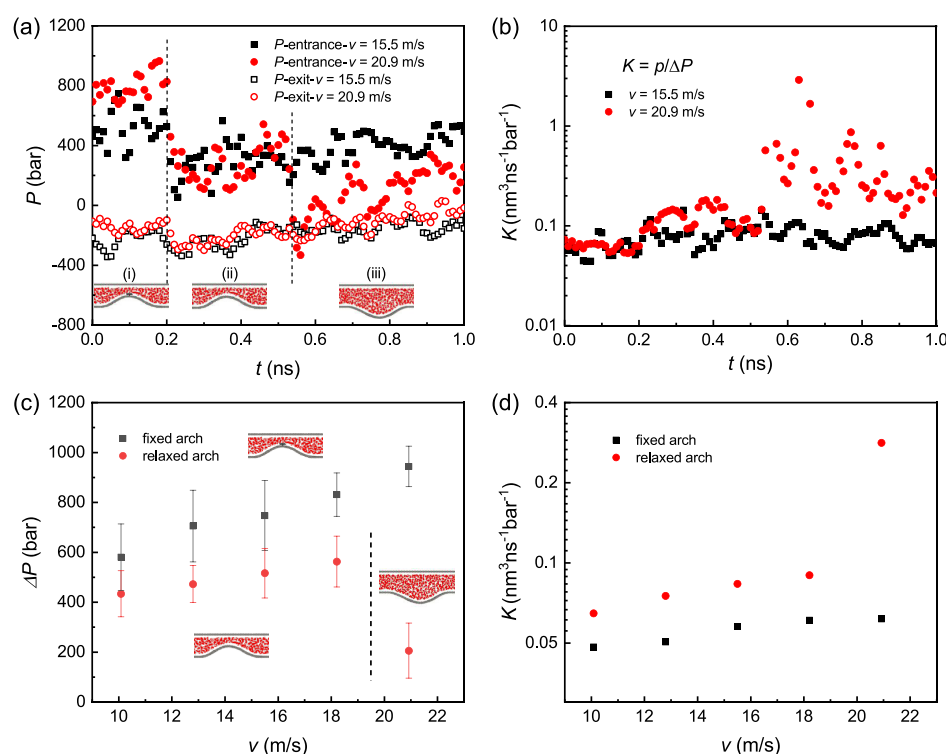 (a)
P-entrance-v = 15.5 m/s
P-entrance-v = 20.9 m/s
P-exit-v = 15.5 m/s
P-exit-v = 20.9 m/s
1200
1000
800
600
400
200
0
-200
-400
-600
-800
P (bar)
(i)
(ii)
(iii)
0.0
0.2
0.4
0.6
0.8
1.0
t (ns)
(b)
K = p/ΔP
v = 15.5 m/s
v = 20.9 m/s
10
1
0.1
0.01
K (nm³ns⁻¹bar⁻¹)
0.0
0.2
0.4
0.6
0.8
1.0
t (ns)
(c)
fixed arch
relaxed arch
1200
1000
800
600
400
200
0
ΔP (bar)
10
12
14
16
18
20
22
v (m/s)
(d)
fixed arch
relaxed arch
0.4
0.2
0.1
0.05
K (nm³ns⁻¹bar⁻¹)
10
12
14
16
18
20
22
v (m/s)